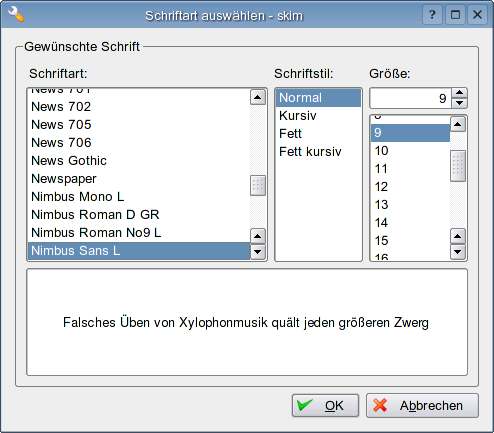 Schriftart auswählen - skim
Gewünschte Schrift
Schriftart: Schriftstil: Größe:
News 701
News 702
News 705
News 706
News Gothic
Newspaper
Nimbus Mono L
Nimbus Roman D GR
Nimbus Roman No9 L
Nimbus Sans L
Normal
Kursiv
Fett
Fett kursiv
9
9
10
11
12
13
14
15
16
Falsches Üben von Xylophonmusik quält jeden größeren Zwerg
OK Abbrechen